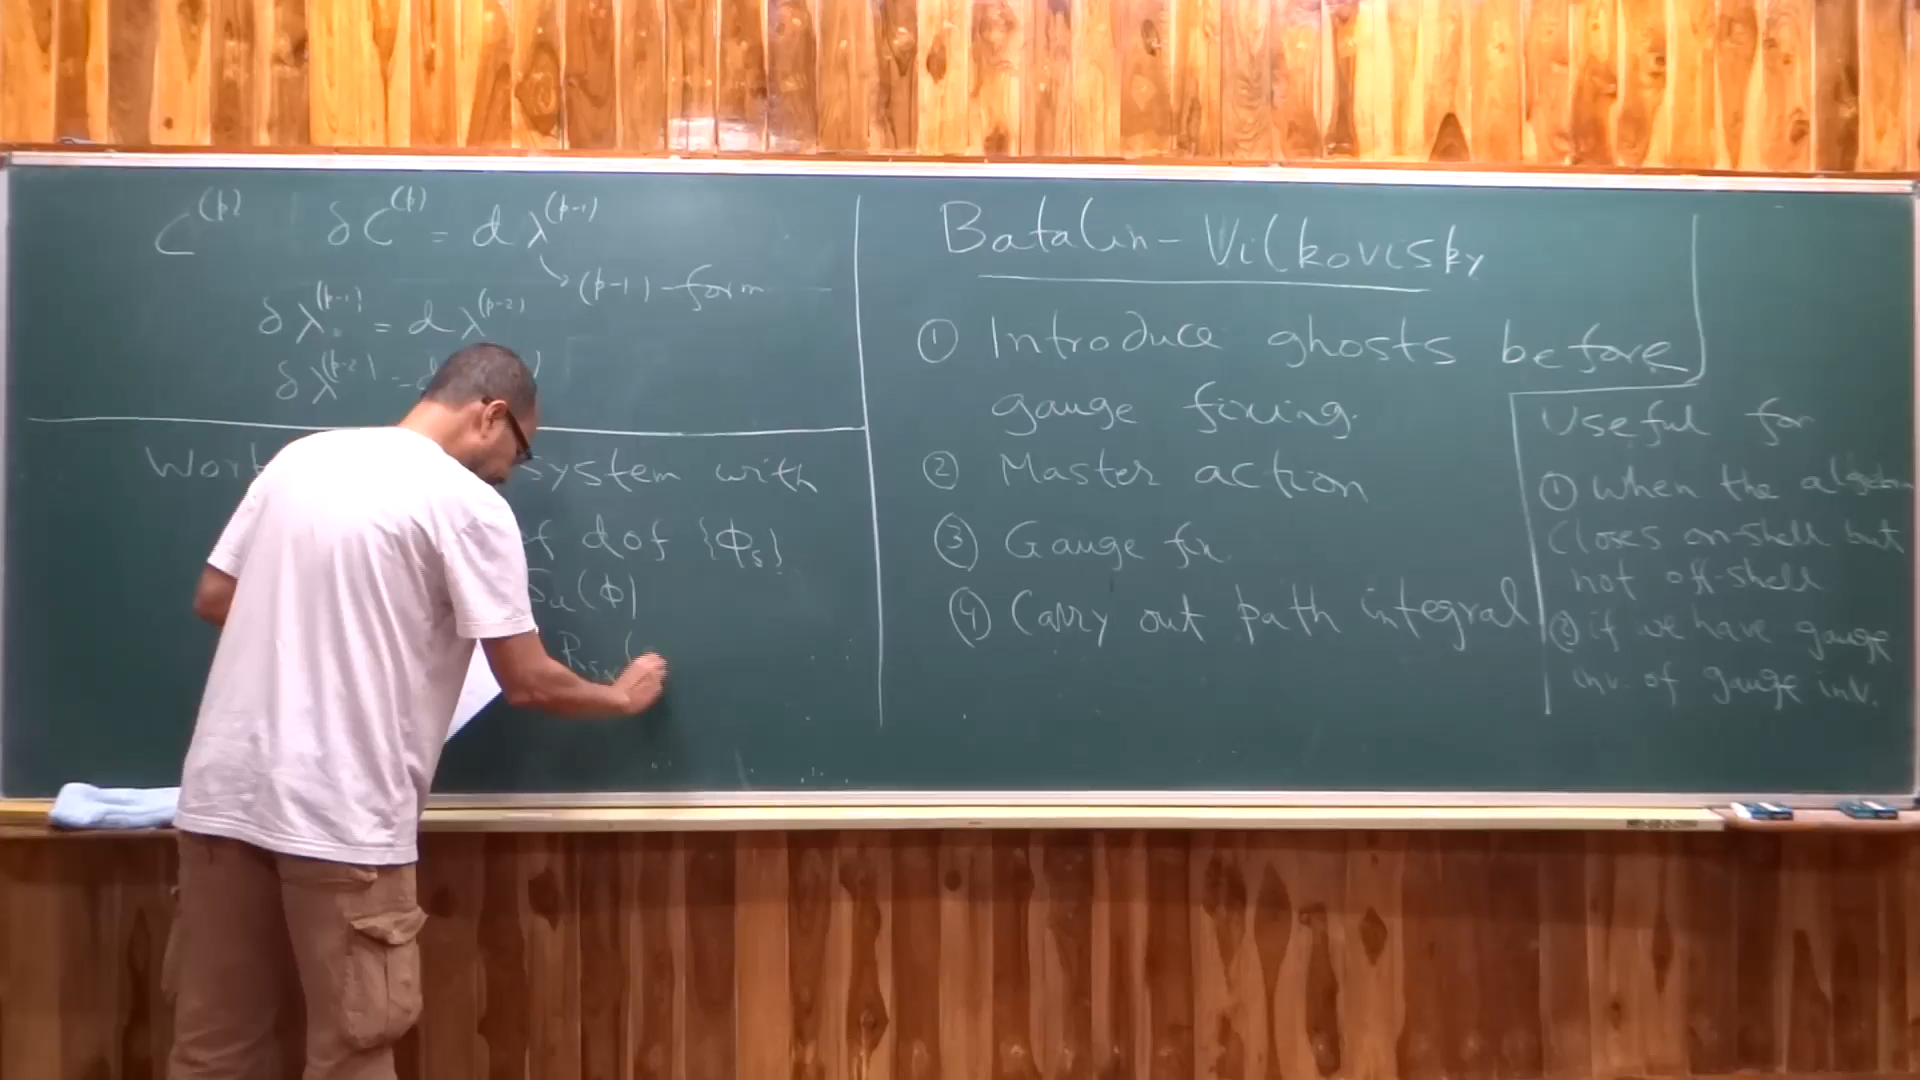 C^(p) δC^(p) = dλ^(p-1)
↘ (p-1)-form
δλ^(p-1) = dλ^(p-2)
δλ^(p-2) = d
system with
of dof {Φ_s}
(Φ)
R
Batalin-Vilkovisky
① Introduce ghosts before
gauge fixing.
② Master action
③ Gauge fix
④ Carry out path integral
Useful for
① When the algebra
closes on-shell but
not off-shell
② if we have gauge
inv. of gauge inv.